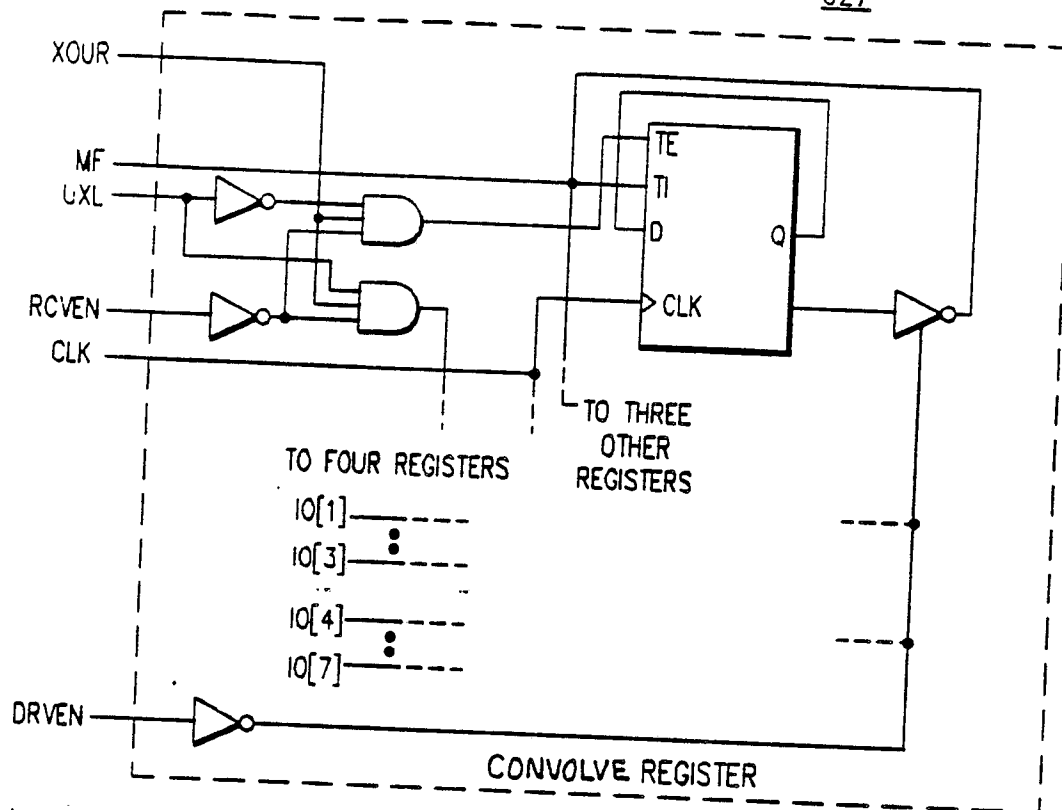 XOUR
MF
RCVEN
CLK
TE
TI
D
Q
CLK
TO THREE
OTHER
REGISTERS
TO FOUR REGISTERS
IO[1]
IO[3]
IO[4]
IO[7]
DRVEN
CONVOLVE REGISTER